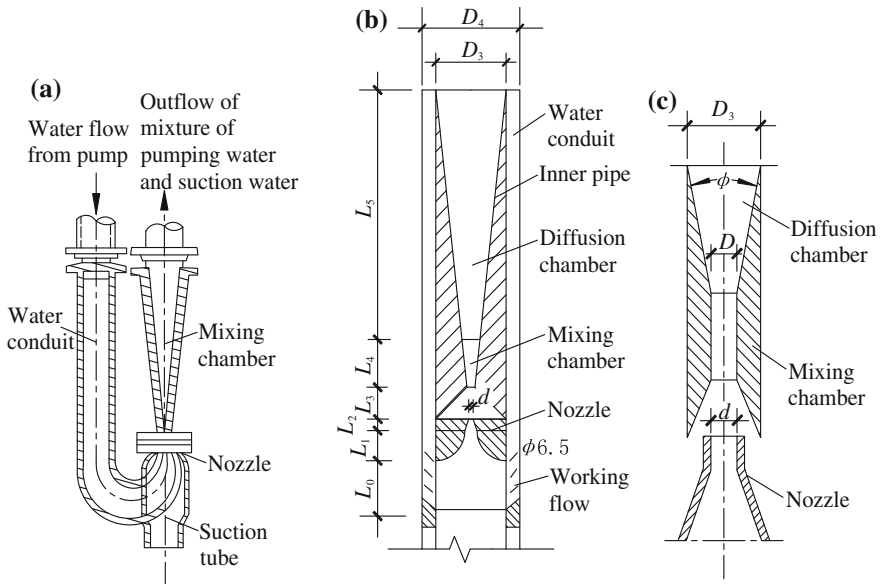 (a)
Water flow
from pump
Outflow of
mixture of
pumping water
and suction water
Water
conduit
Mixing
chamber
Nozzle
Suction
tube
(b)
D4
D3
Water
conduit
Inner pipe
L5
Diffusion
chamber
Mixing
chamber
L4
d
L3
L2
Nozzle
L1
ϕ6.5
L0
Working
flow
(c)
D3
ϕ
Diffusion
chamber
D
Mixing
chamber
d
Nozzle